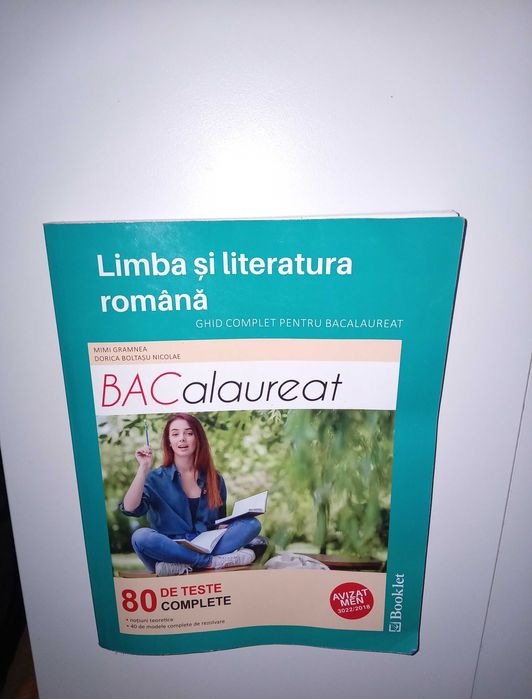 Limba și literatura
română
GHID COMPLET PENTRU BACALAUREAT
MIMI GRAMNEA
DORICA BOLTAȘU NICOLAE
BACalaureat
80 DE TESTE
COMPLETE
• noțiuni teoretice
• 40 de modele complete de rezolvare
AVIZAT
MEN
3022/2018
Booklet